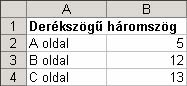 A B
1 Derékszögű háromszög
2 A oldal 5
3 B oldal 12
4 C oldal 13